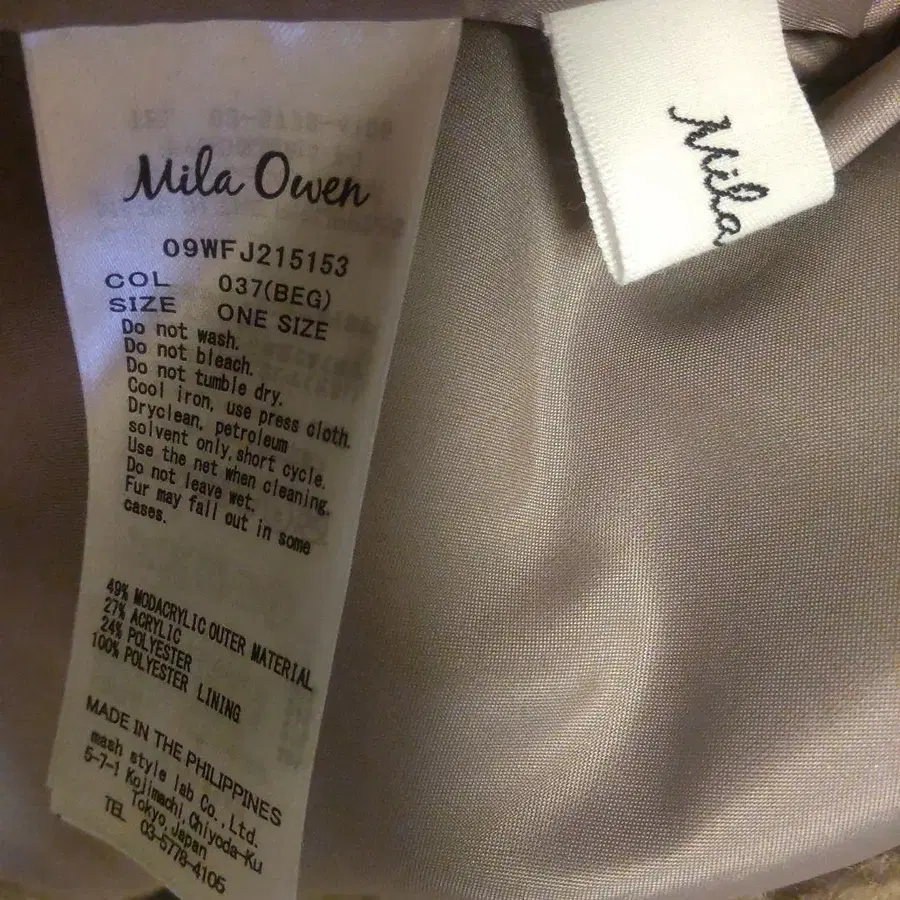 Mila Owen
09WFJ215153
COL 037(BEG)
SIZE ONE SIZE
Do not wash.
Do not bleach.
Do not tumble dry.
Cool iron, use press cloth.
Dryclean, petroleum
solvent only,short cycle.
Use the net when cleaning.
Do not leave wet.
Fur may fall out in some
cases.
49% MODACRYLIC OUTER MATERIAL
27% ACRYLIC
24% POLYESTER
100% POLYESTER LINING
MADE IN THE PHILIPPINES
mash style lab Co.,Ltd.
5-7-1 Kojimachi,Chiyoda-Ku
Tokyo,Japan
TEL 03-5778-4105
Mila